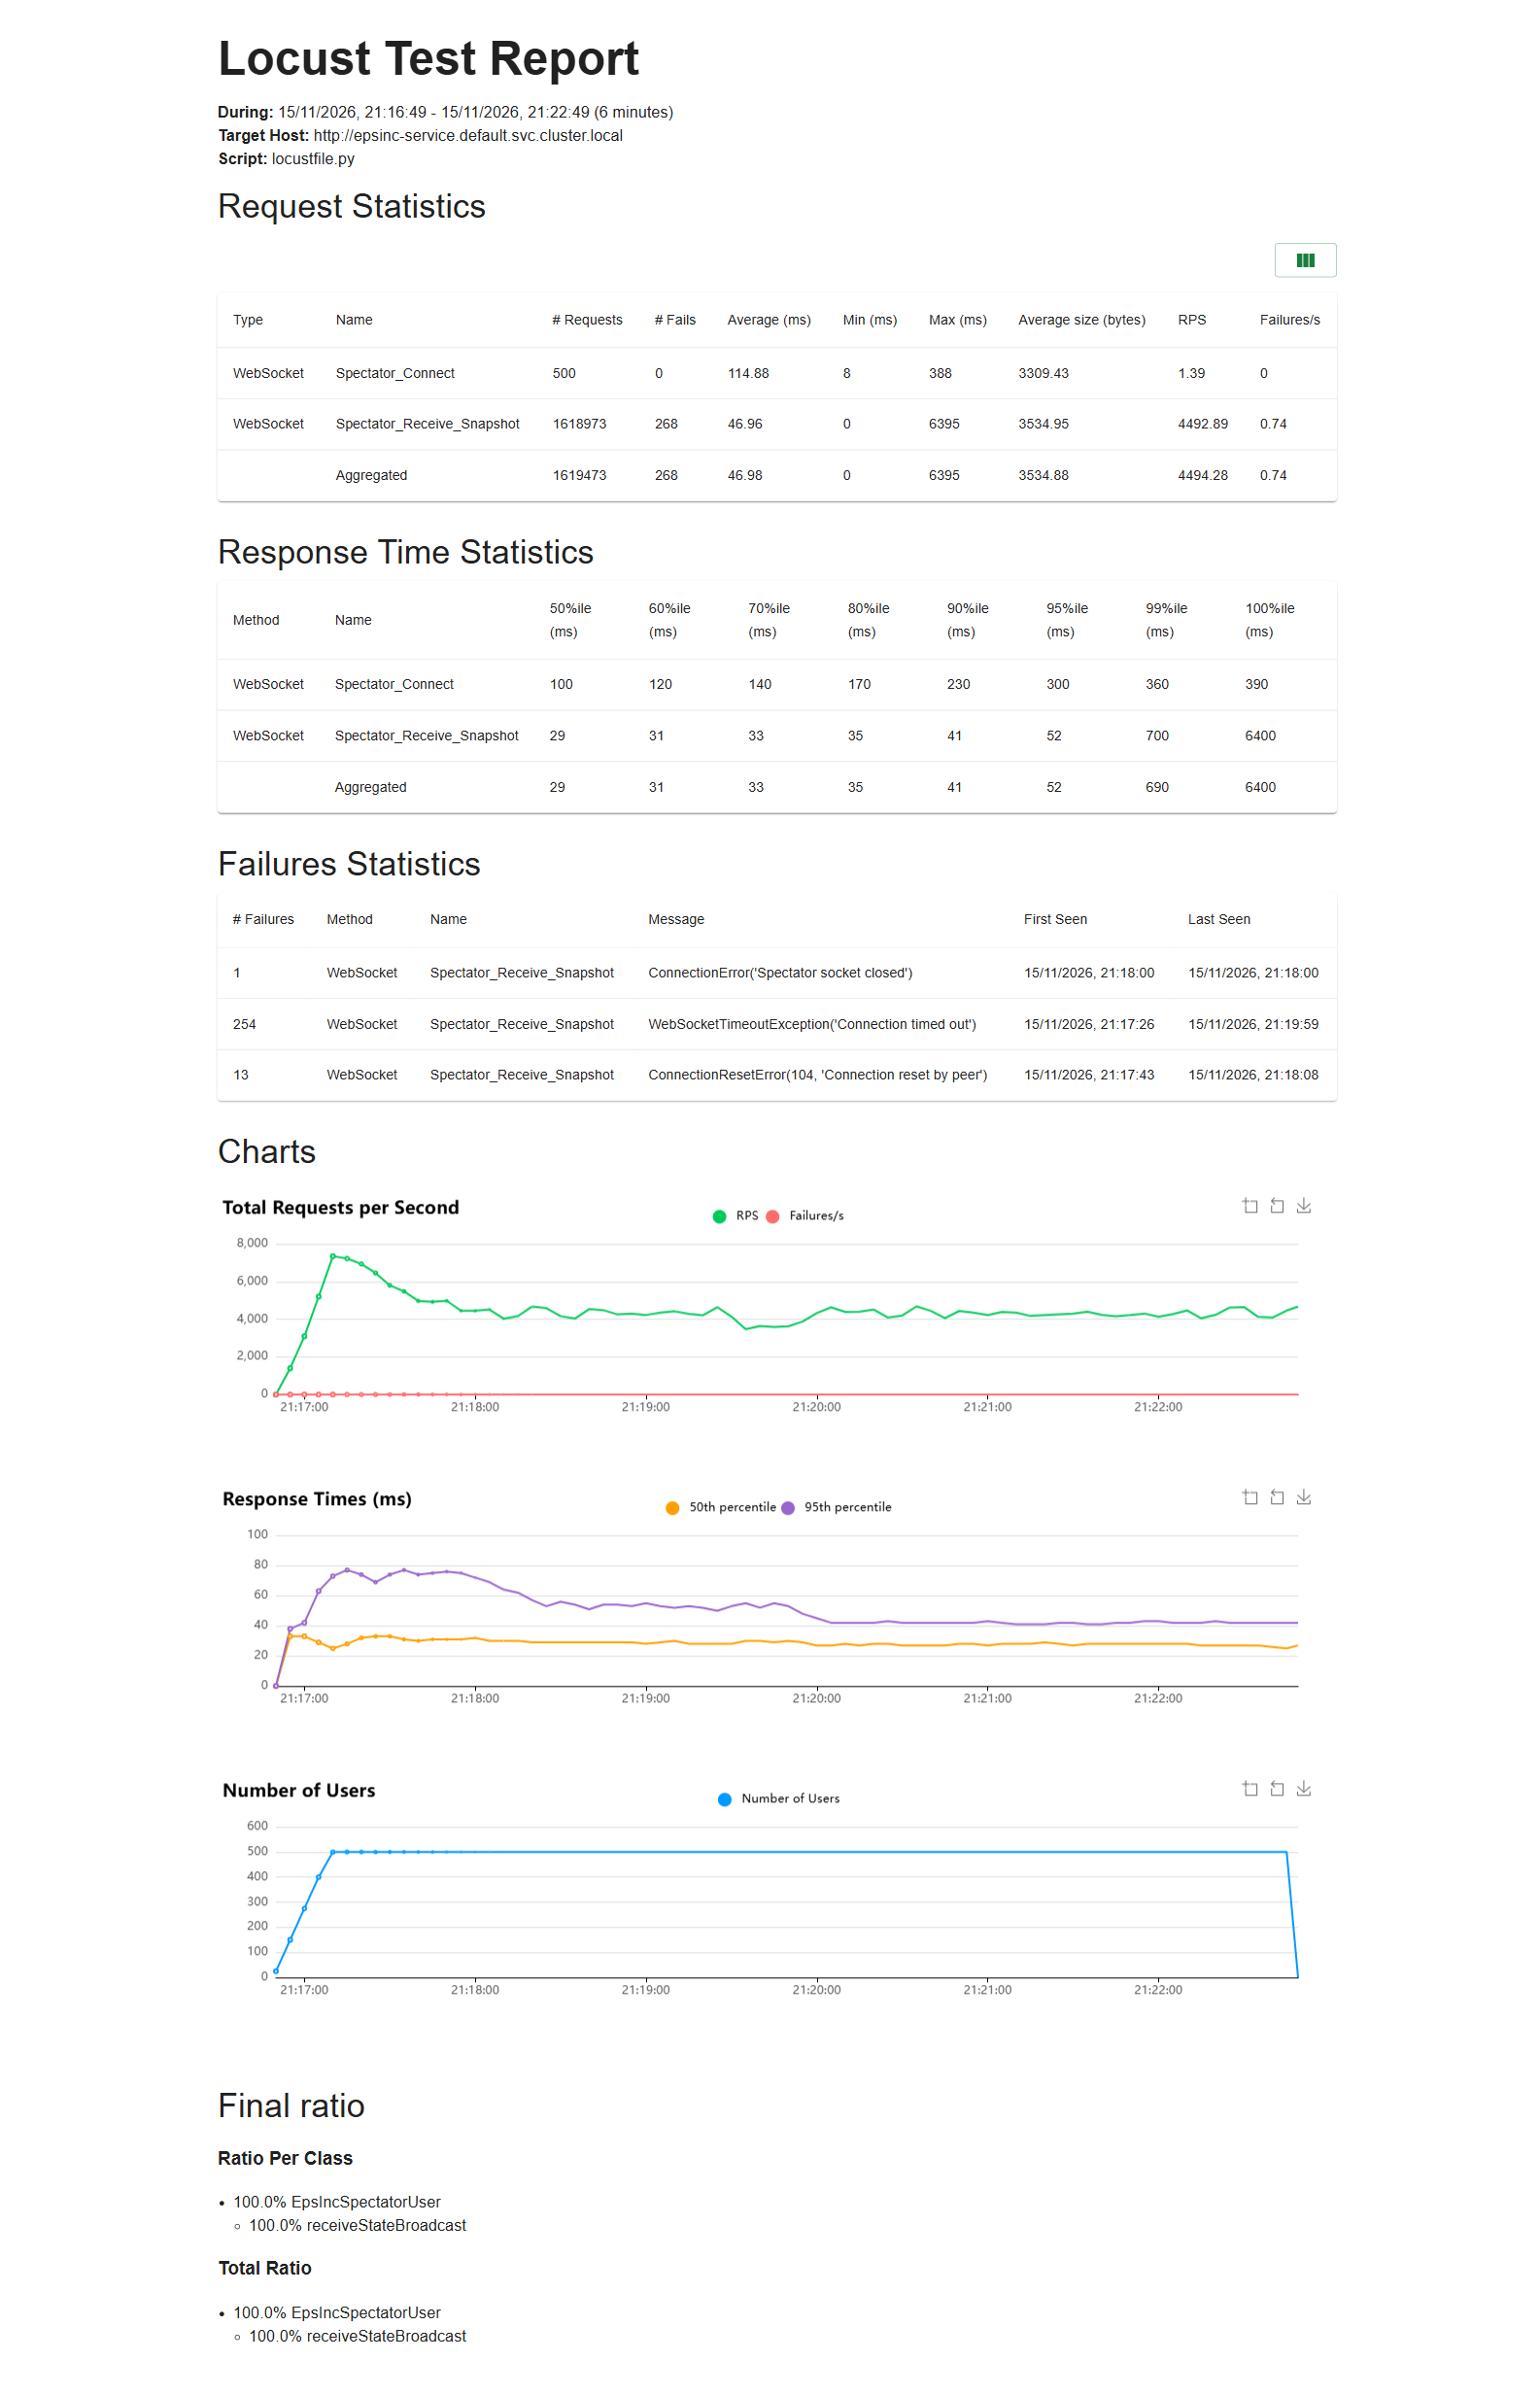 Locust Test Report
During: 15/11/2026, 21:16:49 - 15/11/2026, 21:22:49 (6 minutes)
Target Host: http://epsinc-service.default.svc.cluster.local
Script: locustfile.py
Request Statistics
Type Name # Requests # Fails Average (ms) Min (ms) Max (ms) Average size (bytes) RPS Failures/s
WebSocket Spectator_Connect 500 0 114.88 8 388 3309.43 1.39 0
WebSocket Spectator_Receive_Snapshot 1618973 268 46.96 0 6395 3534.95 4492.89 0.74
Aggregated 1619473 268 46.98 0 6395 3534.88 4494.28 0.74
Response Time Statistics
Method Name 50%ile (ms) 60%ile (ms) 70%ile (ms) 80%ile (ms) 90%ile (ms) 95%ile (ms) 99%ile (ms) 100%ile (ms)
WebSocket Spectator_Connect 100 120 140 170 230 300 360 390
WebSocket Spectator_Receive_Snapshot 29 31 33 35 41 52 700 6400
Aggregated 29 31 33 35 41 52 690 6400
Failures Statistics
# Failures Method Name Message First Seen Last Seen
1 WebSocket Spectator_Receive_Snapshot ConnectionError('Spectator socket closed') 15/11/2026, 21:18:00 15/11/2026, 21:18:00
254 WebSocket Spectator_Receive_Snapshot WebSocketTimeoutException('Connection timed out') 15/11/2026, 21:17:26 15/11/2026, 21:19:59
13 WebSocket Spectator_Receive_Snapshot ConnectionResetError(104, 'Connection reset by peer') 15/11/2026, 21:17:43 15/11/2026, 21:18:08
Charts
Total Requests per Second
RPS Failures/s
8,000
6,000
4,000
2,000
0
21:17:00 21:18:00 21:19:00 21:20:00 21:21:00 21:22:00
Response Times (ms)
50th percentile 95th percentile
100
80
60
40
20
0
21:17:00 21:18:00 21:19:00 21:20:00 21:21:00 21:22:00
Number of Users
Number of Users
600
500
400
300
200
100
0
21:17:00 21:18:00 21:19:00 21:20:00 21:21:00 21:22:00
Final ratio
Ratio Per Class
• 100.0% EpsIncSpectatorUser
◦ 100.0% receiveStateBroadcast
Total Ratio
• 100.0% EpsIncSpectatorUser
◦ 100.0% receiveStateBroadcast